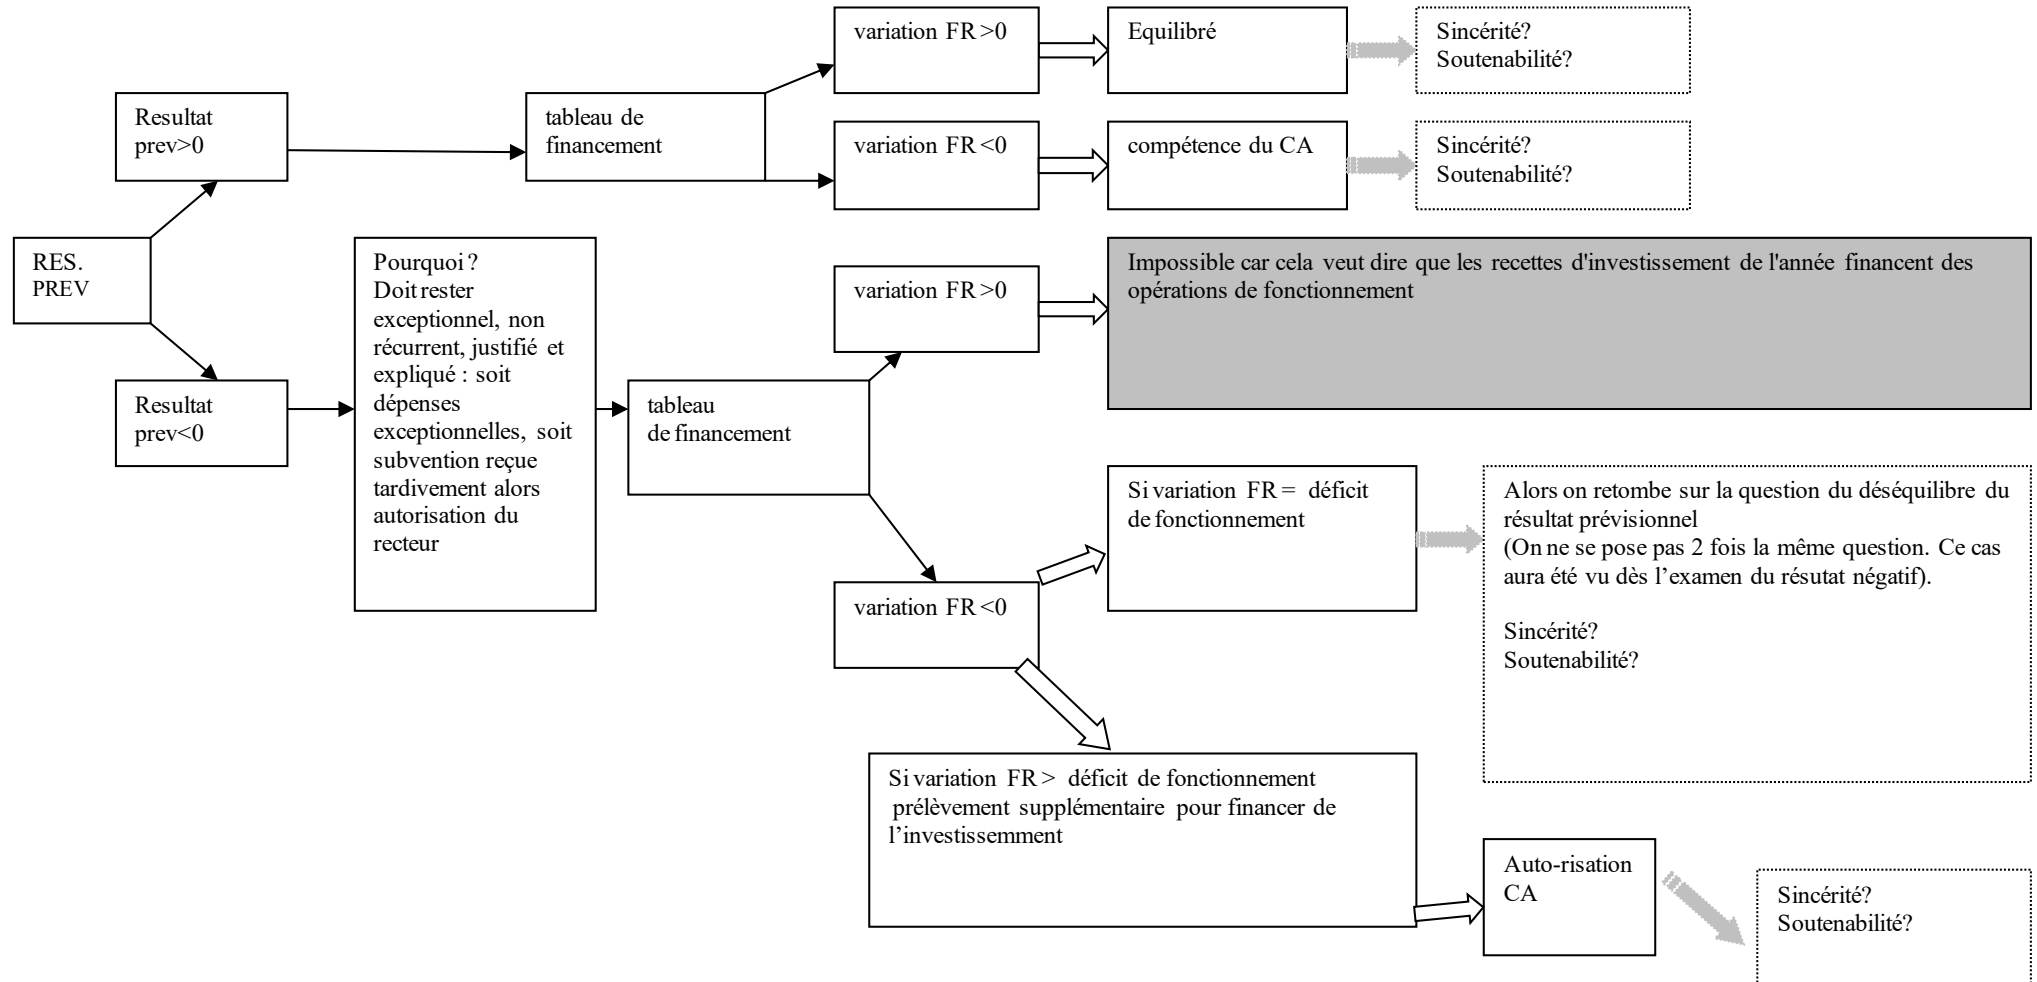 variation FR >0
Equilibré
Sincérité?
Soutenabilité?
Resultat
prev>0
tableau de
financement
variation FR <0
compétence du CA
Sincérité?
Soutenabilité?
RES.
PREV
Pourquoi ?
Doit rester
exceptionnel, non
récurrent, justifié et
expliqué : soit
dépenses
exceptionnelles, soit
subvention reçue
tardivement alors
autorisation du
recteur
variation FR >0
Impossible car cela veut dire que les recettes d'investissement de l'année financent des
opérations de fonctionnement
Resultat
prev<0
tableau
de financement
Si variation FR = déficit
de fonctionnement
Alors on retombe sur la question du déséquilibre du
résultat prévisionnel
(On ne se pose pas 2 fois la même question. Ce cas
aura été vu dès l’examen du résutat négatif).
Sincérité?
Soutenabilité?
variation FR <0
Si variation FR > déficit de fonctionnement
prélèvement supplémentaire pour financer de
l’investissemment
Auto-risation
CA
Sincérité?
Soutenabilité?